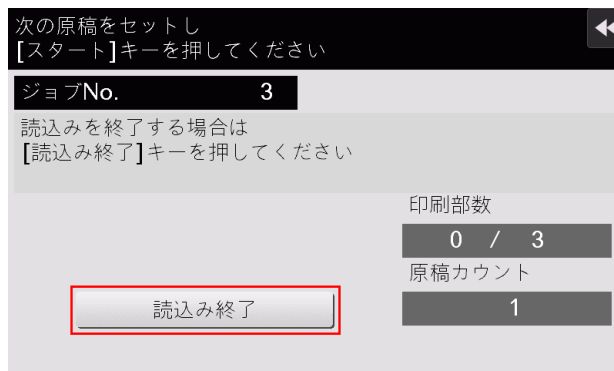 次の原稿をセットし
[スタート]キーを押してください
ジョブNo. 3
読込みを終了する場合は
[読込み終了]キーを押してください
印刷部数
0 / 3
原稿カウント
1
読込み終了